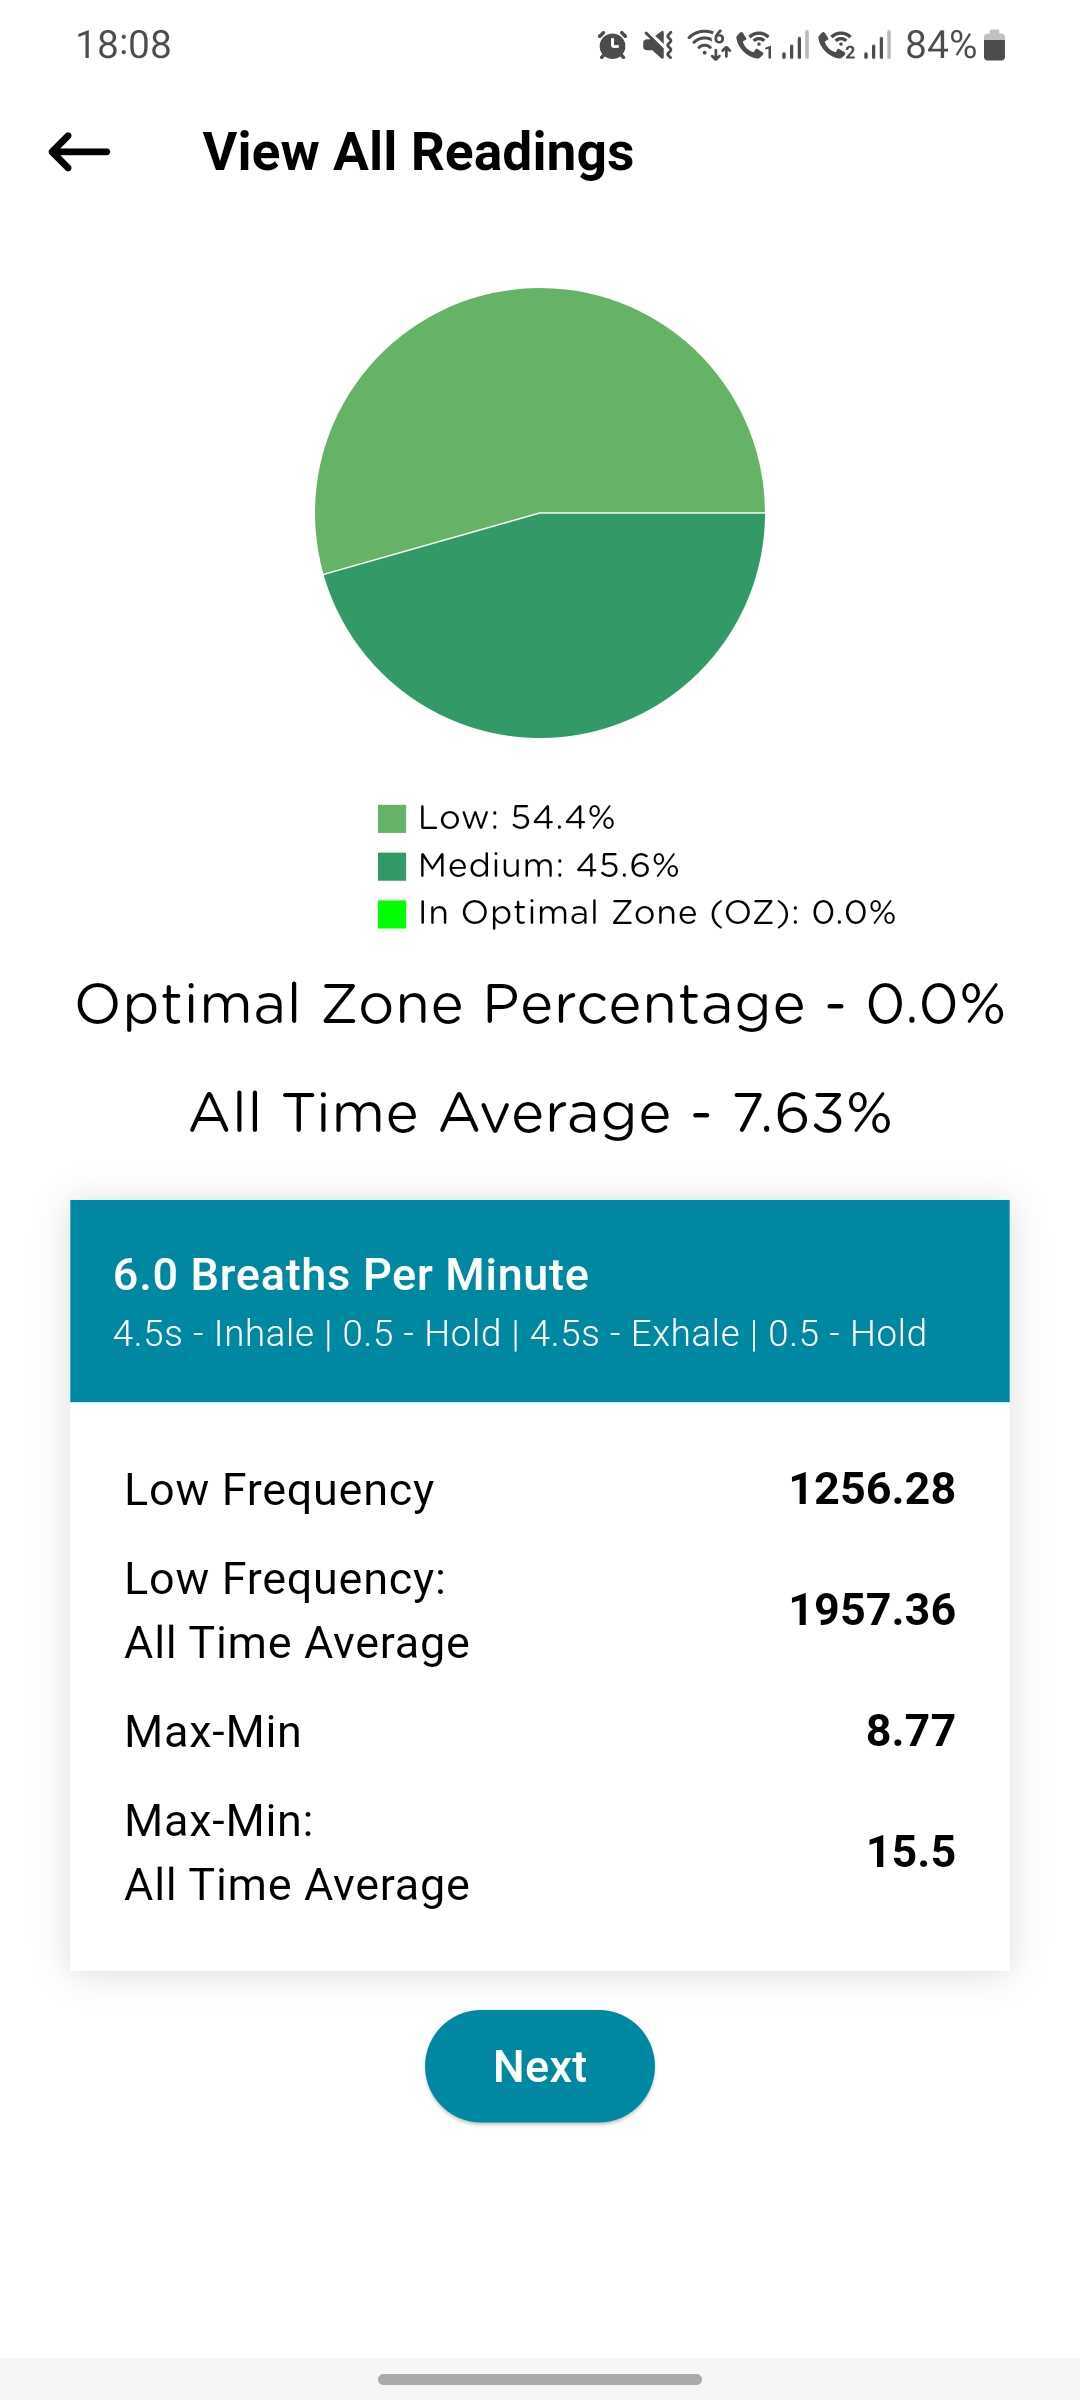 18:08 6 1 2 84%
View All Readings
Low: 54.4%
Medium: 45.6%
In Optimal Zone (OZ): 0.0%
Optimal Zone Percentage - 0.0%
All Time Average - 7.63%
6.0 Breaths Per Minute
4.5s - Inhale | 0.5 - Hold | 4.5s - Exhale | 0.5 - Hold
Low Frequency 1256.28
Low Frequency:
All Time Average 1957.36
Max-Min 8.77
Max-Min:
All Time Average 15.5
Next